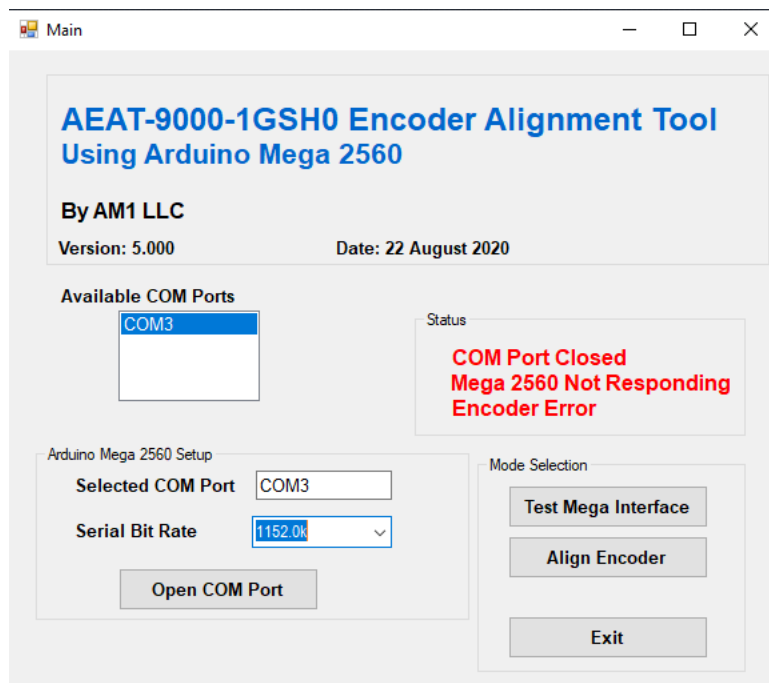 Main
AEAT-9000-1GSH0 Encoder Alignment Tool
Using Arduino Mega 2560
By AM1 LLC
Version: 5.000 Date: 22 August 2020
Available COM Ports
COM3
Status
COM Port Closed
Mega 2560 Not Responding
Encoder Error
Arduino Mega 2560 Setup
Selected COM Port COM3
Serial Bit Rate 1152.0k
Open COM Port
Mode Selection
Test Mega Interface
Align Encoder
Exit